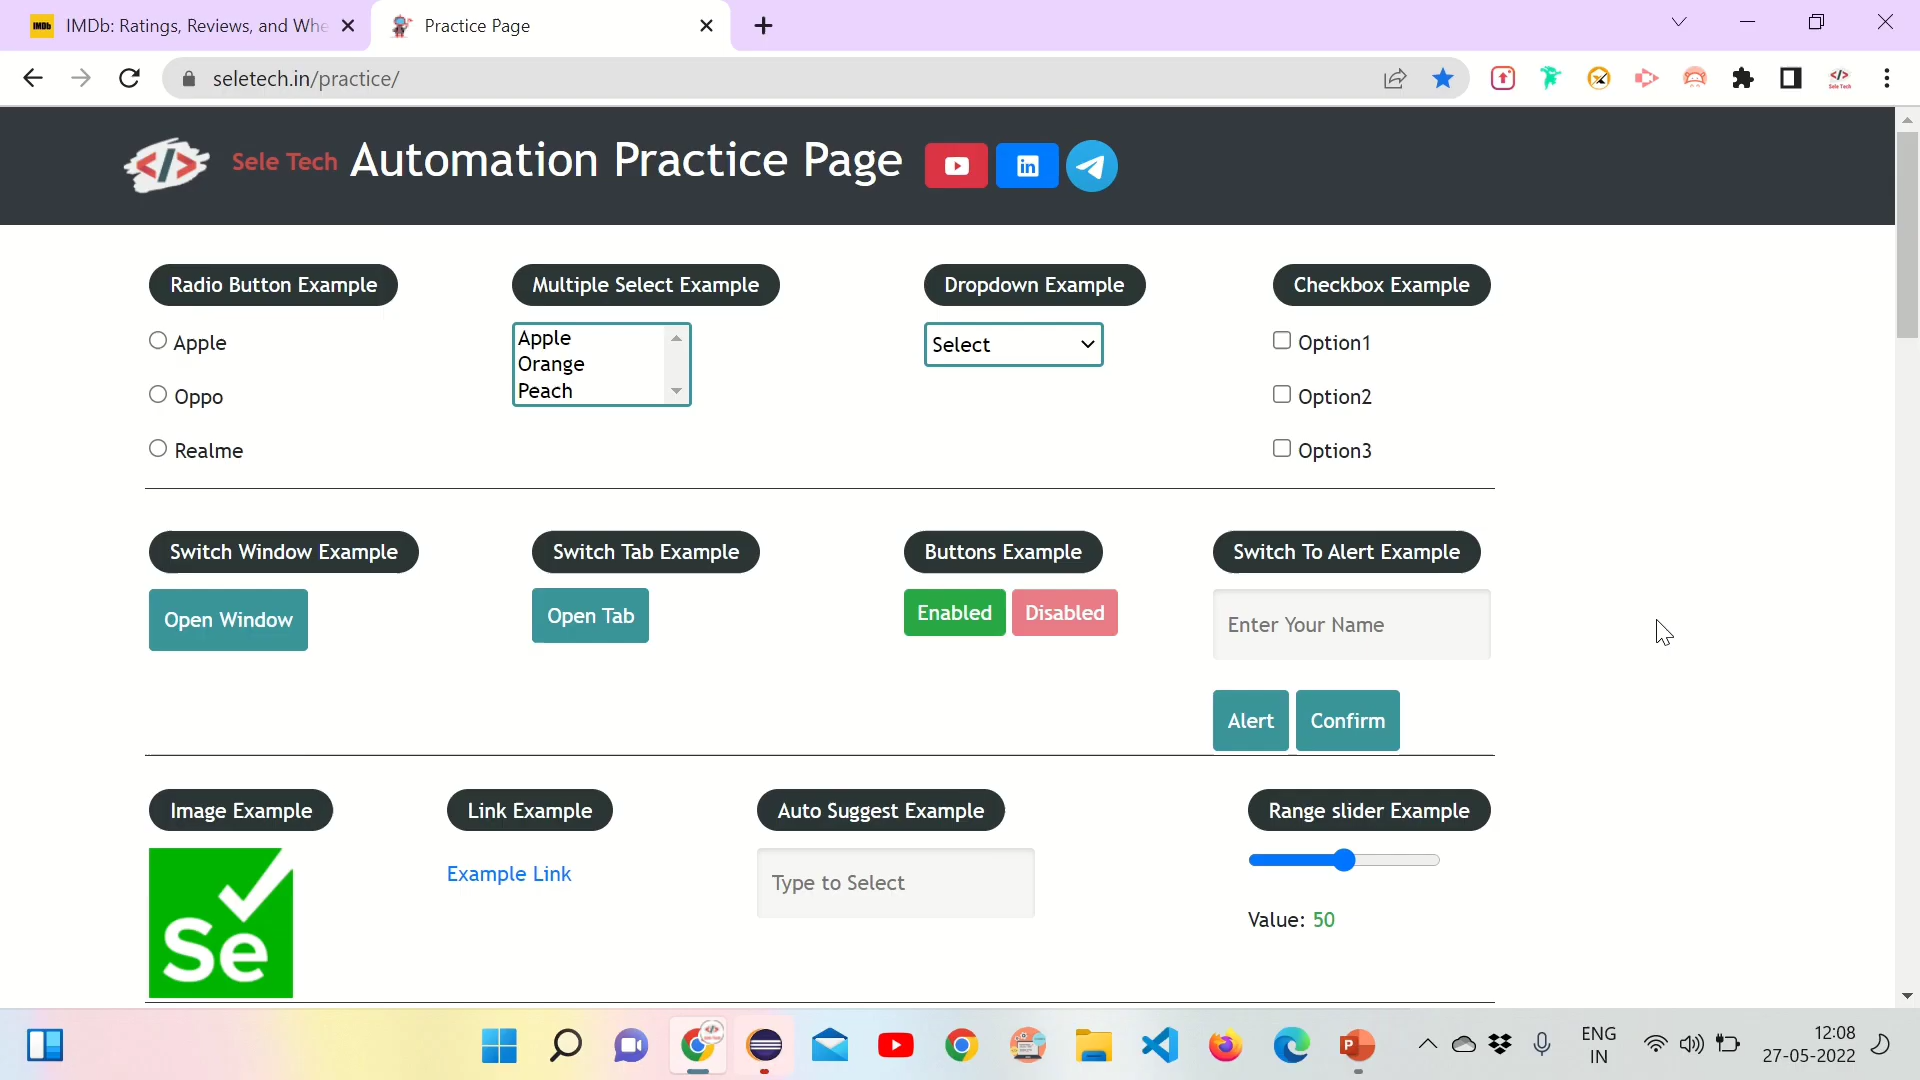 IMDb: Ratings, Reviews, and Whe
Practice Page
seletech.in/practice/
Sele Tech Automation Practice Page
Radio Button Example
Multiple Select Example
Dropdown Example
Checkbox Example
Apple
Oppo
Realme
Apple
Orange
Peach
Select
Option1
Option2
Option3
Switch Window Example
Switch Tab Example
Buttons Example
Switch To Alert Example
Open Window
Open Tab
Enabled
Disabled
Enter Your Name
Alert
Confirm
Image Example
Link Example
Auto Suggest Example
Range slider Example
Se
Example Link
Type to Select
Value: 50
ENG
IN
12:08
27-05-2022